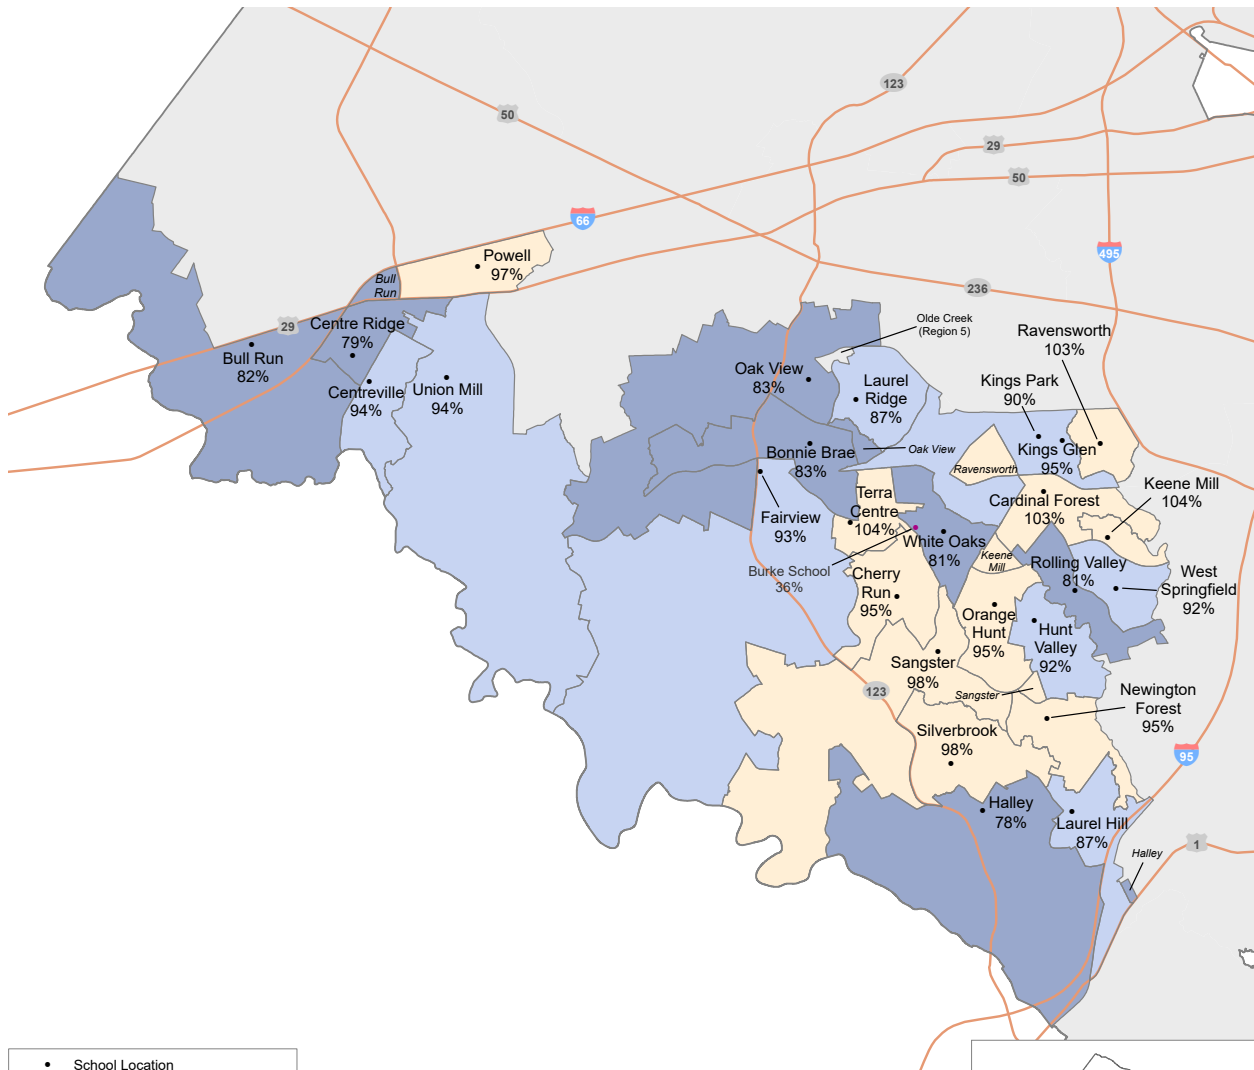 123
50
29
50
66
495
236
Powell
97%
Bull
Run
29
Centre Ridge
79%
Bull Run
82%
Centreville
94%
Union Mill
94%
Olde Creek
(Region 5)
Ravensworth
103%
Kings Park
90%
Oak View
83%
Laurel
Ridge
87%
Kings Glen
95%
Bonnie Brae
83%
Oak View
Ravensworth
Keene Mill
104%
Cardinal Forest
103%
Terra
Centre
104%
Fairview
93%
White Oaks
81%
Keene
Mill
Rolling Valley
81%
West
Springfield
92%
Burke School
36%
Cherry
Run
95%
Orange
Hunt
95%
Hunt
Valley
92%
Sangster
98%
Sangster
123
Newington
Forest
95%
Silverbrook
98%
95
Halley
78%
Laurel Hill
87%
Halley
1
School Location